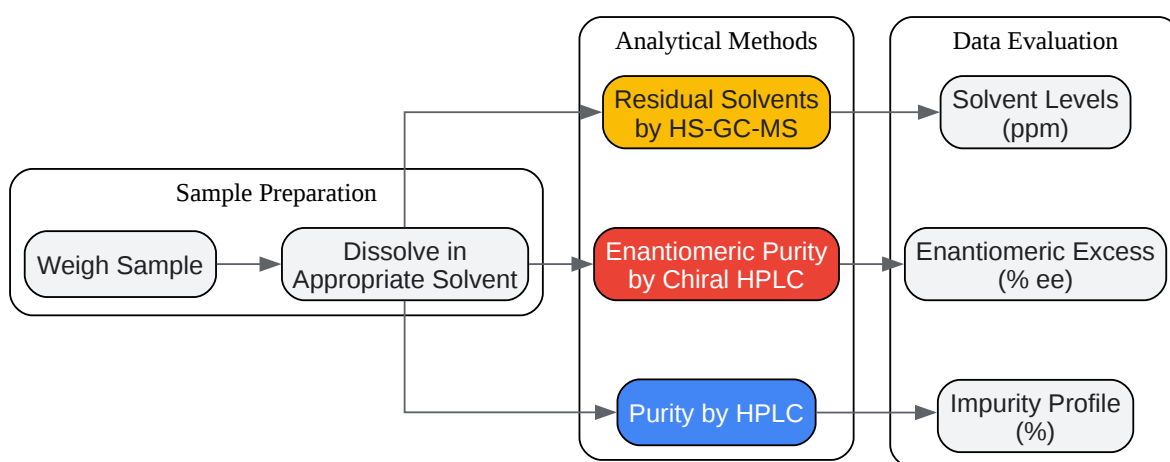 Analytical Methods
Data Evaluation
Residual Solvents
by HS-GC-MS
Solvent Levels
(ppm)
Sample Preparation
Weigh Sample
Dissolve in
Appropriate Solvent
Enantiomeric Purity
by Chiral HPLC
Enantiomeric Excess
(% ee)
Purity by HPLC
Impurity Profile
(%)